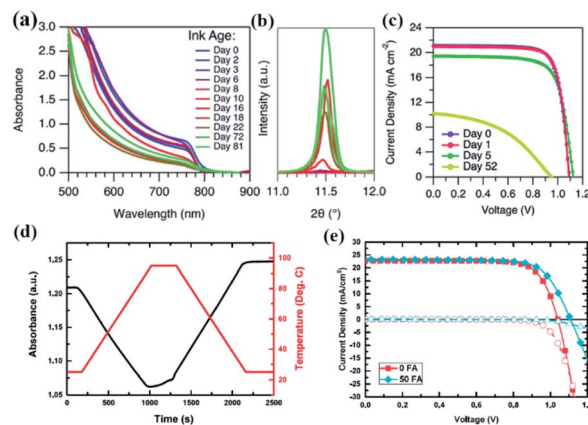 (a)
3.0
2.5
2.0
1.5
1.0
0.5
0.0
Absorbance
Ink Age:
Day 0
Day 2
Day 3
Day 6
Day 8
Day 10
Day 16
Day 18
Day 72
Day 81
500 600 700 800 900
Wavelength (nm)
(b)
Intensity (a.u.)
11.0 11.5 12.0
2θ (°)
(c)
Current Density (mA cm-2)
25
20
15
10
5
0
Day 0
Day 1
Day 5
Day 52
0.0 0.2 0.4 0.6 0.8 1.0 1.2
Voltage (V)
(d)
Absorbance (a.u.)
1,25
1,20
1,15
1,10
1,05
Temperature (Deg. C)
100
80
60
40
20
0 500 1000 1500 2000 2500
Time (s)
(e)
Current Density (mA/cm²)
30
25
20
15
10
5
0
-5
-10
-15
-20
-25
-30
0 FA
50 FA
0,0 0,2 0,4 0,6 0,8 1,0 1,2
Voltage (V)